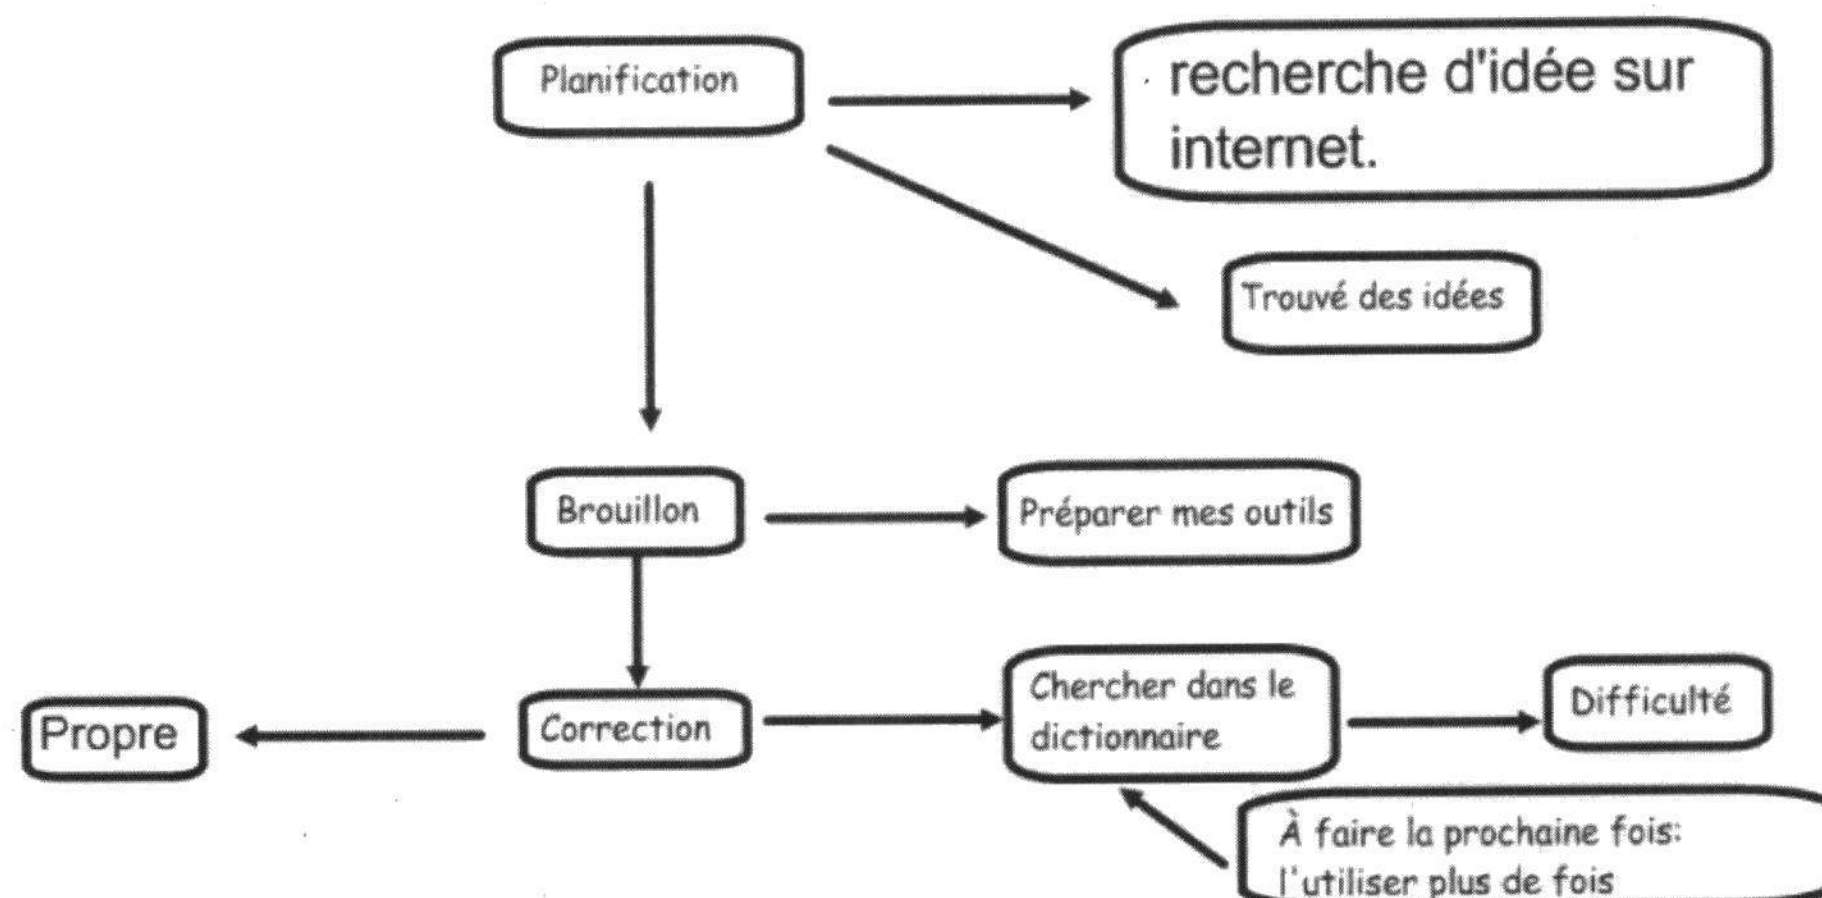 Planification
recherche d'idée sur
internet.
Trouvé des idées
Brouillon
Préparer mes outils
Propre
Correction
Chercher dans le
dictionnaire
Difficulté
À faire la prochaine fois:
l'utiliser plus de fois